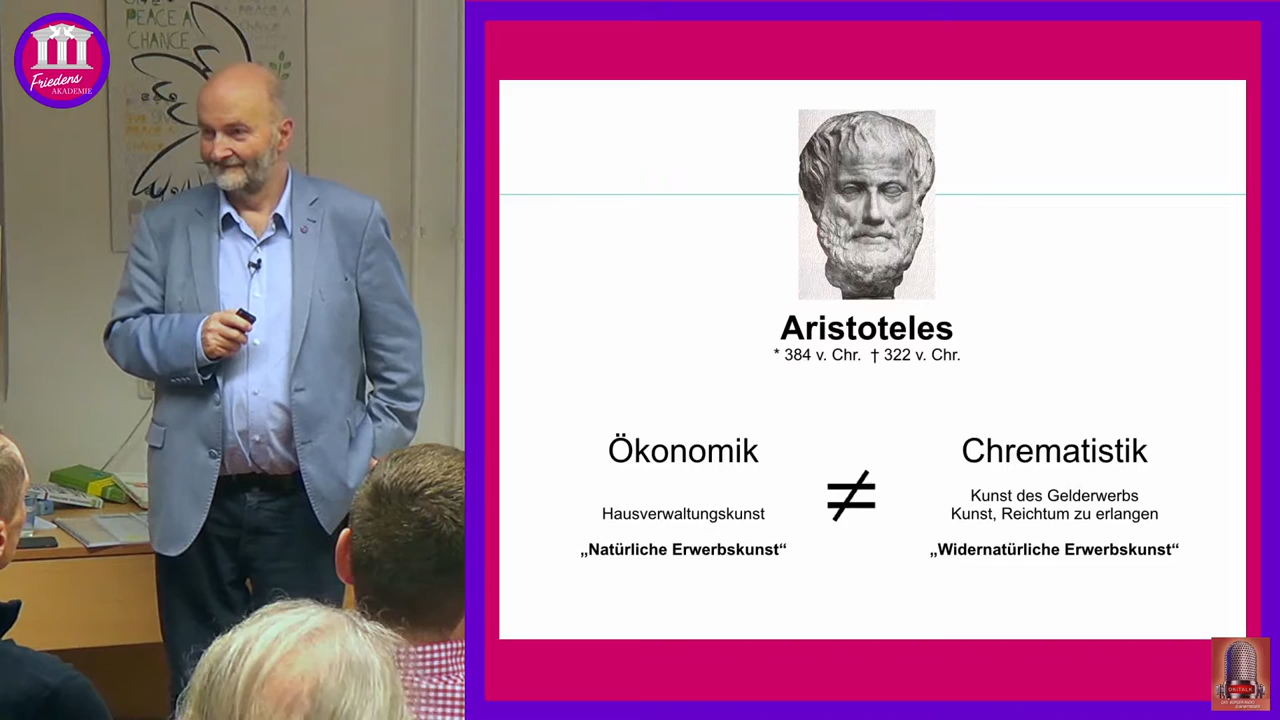 Friedens
AKADEMIE
PEACE A
CHANCE
Aristoteles
* 384 v. Chr. † 322 v. Chr.
Ökonomik
≠
Chrematistik
Hausverwaltungskunst
Kunst des Gelderwerbs
Kunst, Reichtum zu erlangen
„Natürliche Erwerbskunst“
„Widernatürliche Erwerbskunst“
OKiTALK